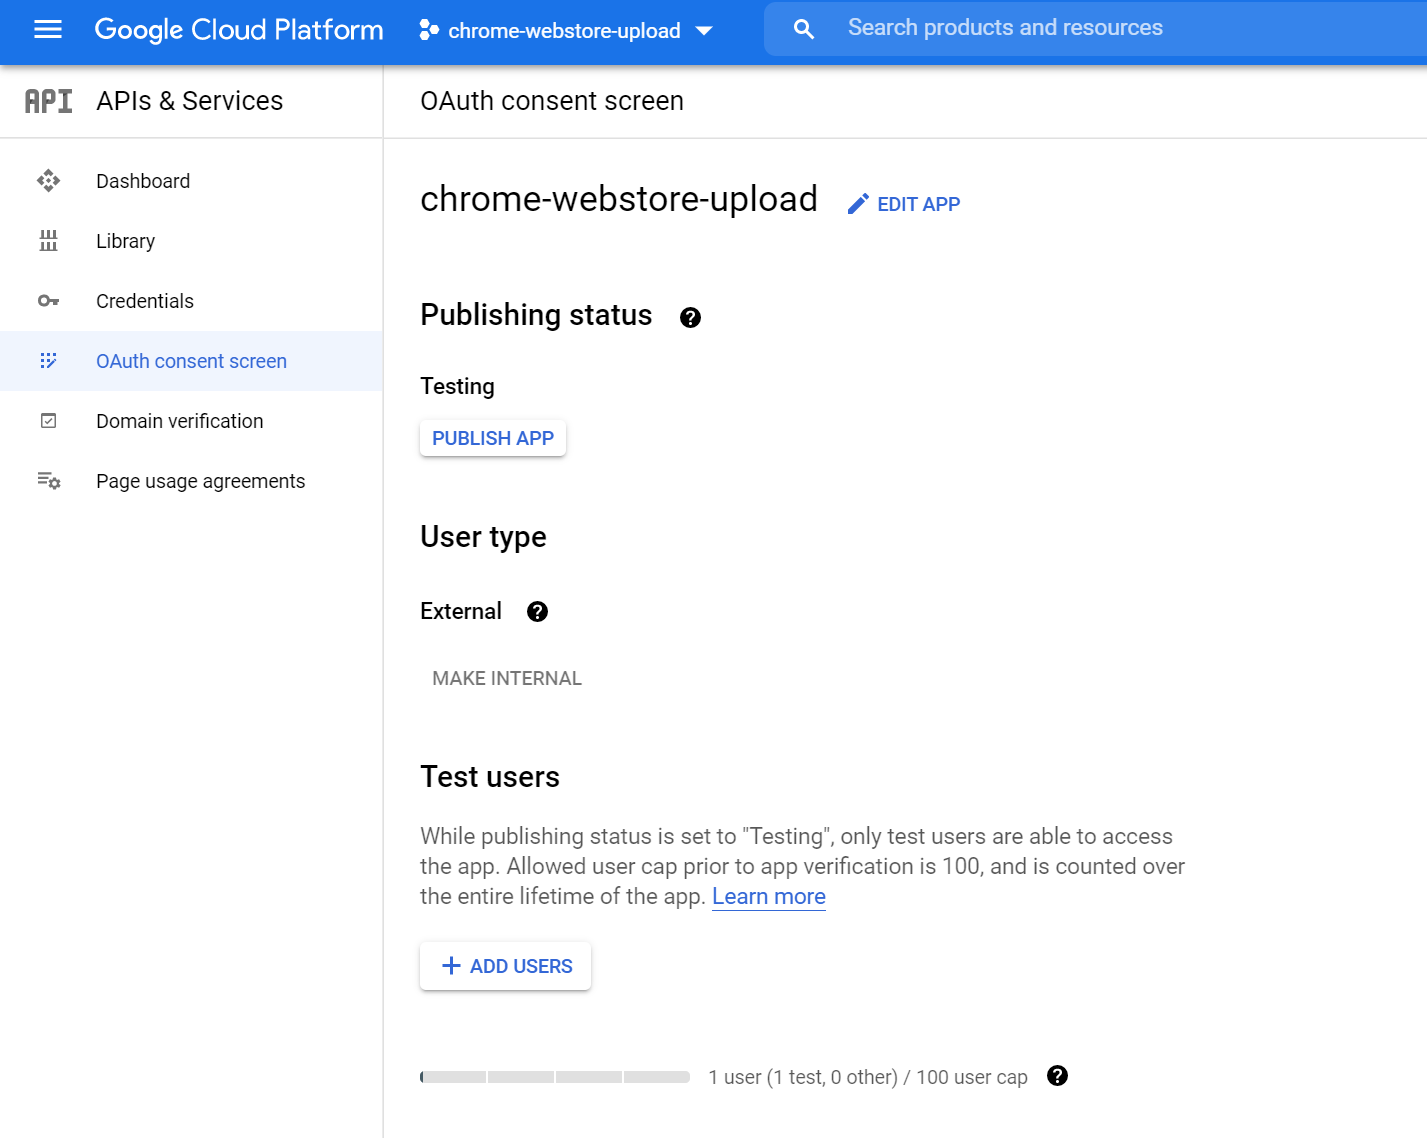 Google Cloud Platform
chrome-webstore-upload
Search products and resources
API
APIs & Services
OAuth consent screen
Dashboard
Library
Credentials
OAuth consent screen
Domain verification
Page usage agreements
chrome-webstore-upload
EDIT APP
Publishing status
?
Testing
PUBLISH APP
User type
External
?
MAKE INTERNAL
Test users
While publishing status is set to "Testing", only test users are able to access
the app. Allowed user cap prior to app verification is 100, and is counted over
the entire lifetime of the app. Learn more
+ ADD USERS
1 user (1 test, 0 other) / 100 user cap
?